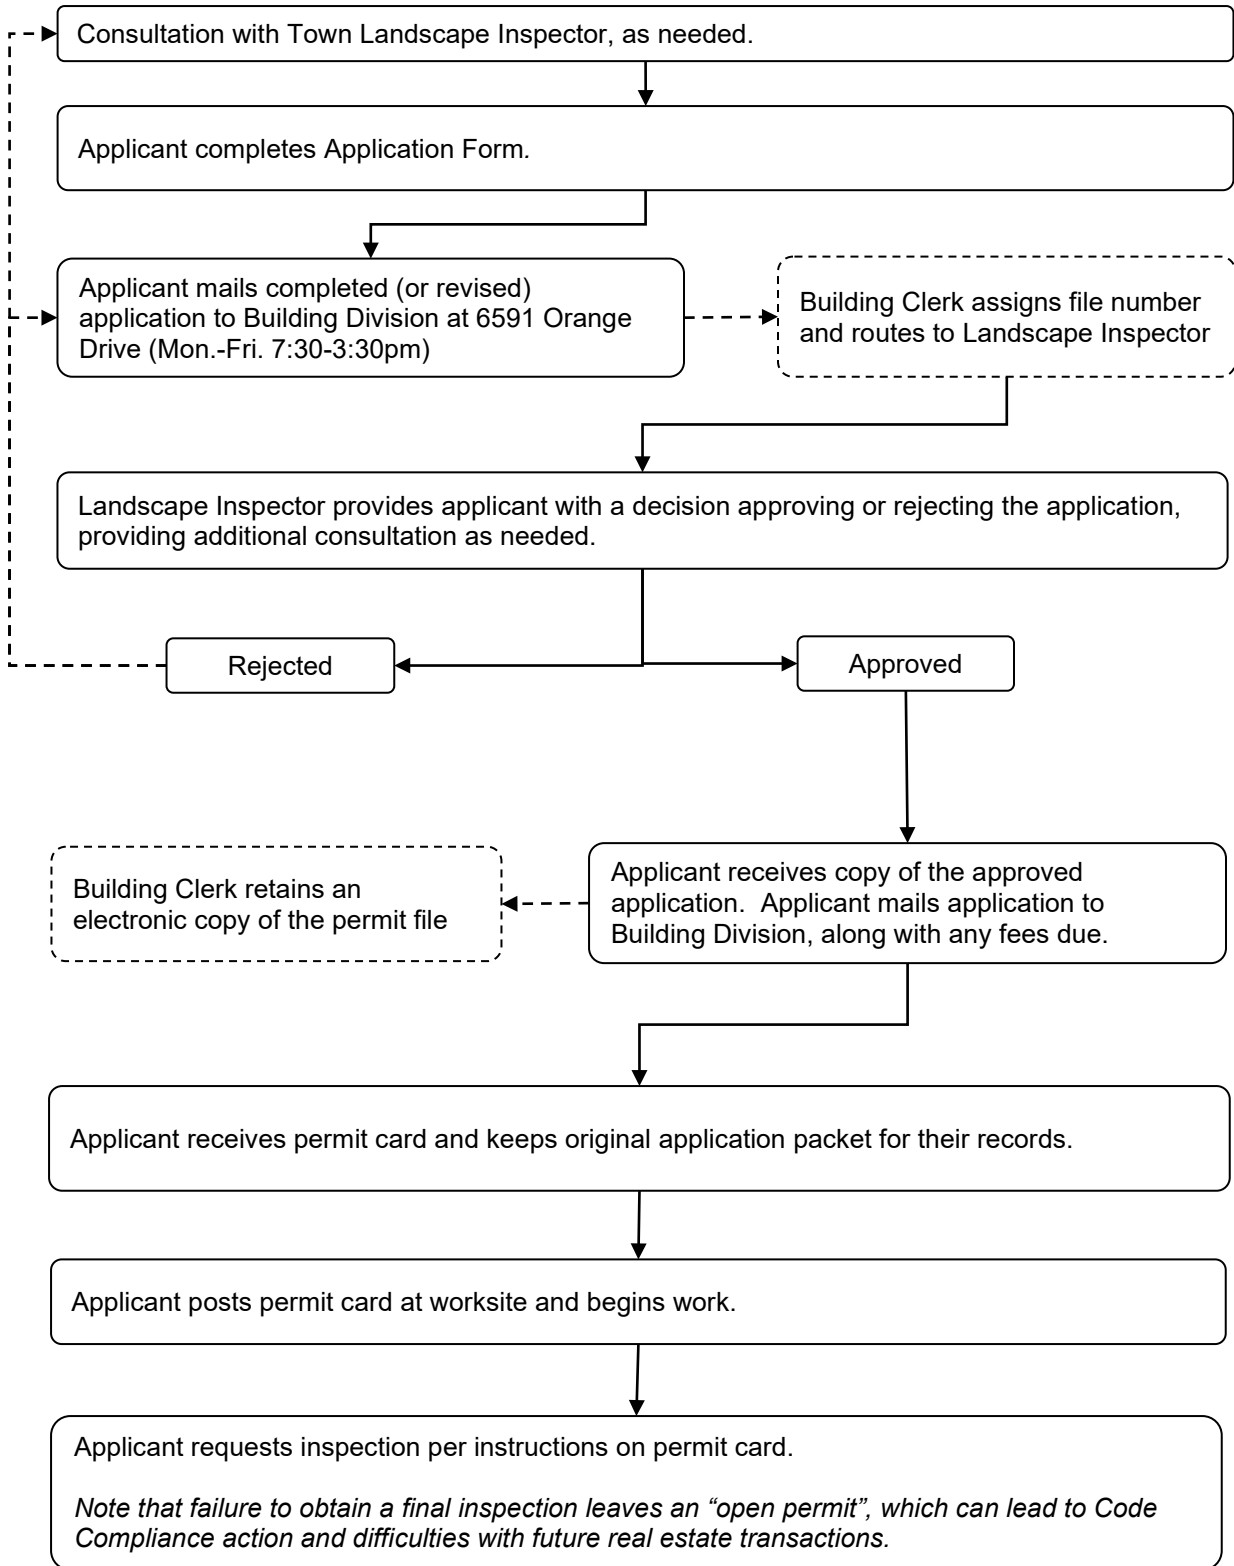 Consultation with Town Landscape Inspector, as needed.
Applicant completes Application Form.
Applicant mails completed (or revised)
application to Building Division at 6591 Orange
Drive (Mon.-Fri. 7:30-3:30pm)
Building Clerk assigns file number
and routes to Landscape Inspector
Landscape Inspector provides applicant with a decision approving or rejecting the application,
providing additional consultation as needed.
Rejected
Approved
Building Clerk retains an
electronic copy of the permit file
Applicant receives copy of the approved
application.  Applicant mails application to
Building Division, along with any fees due.
Applicant receives permit card and keeps original application packet for their records.
Applicant posts permit card at worksite and begins work.
Applicant requests inspection per instructions on permit card.
Note that failure to obtain a final inspection leaves an “open permit”, which can lead to Code
Compliance action and difficulties with future real estate transactions.